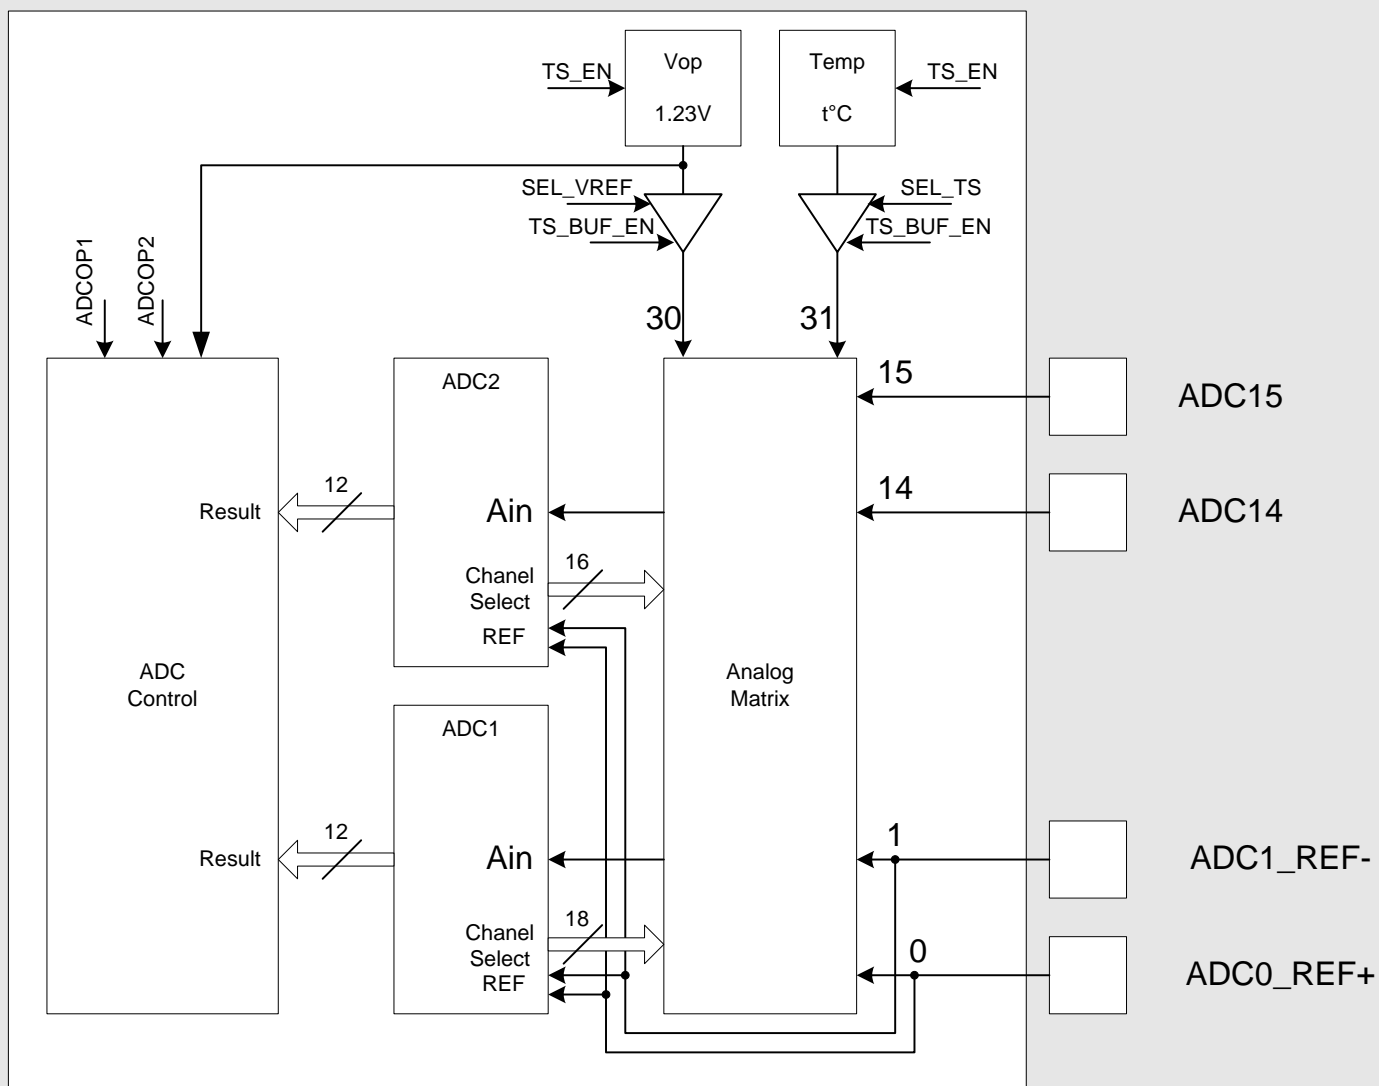 Vop
1.23V
Temp
t°C
TS_EN
TS_EN
SEL_VREF
TS_BUF_EN
SEL_TS
TS_BUF_EN
ADCOP1
ADCOP2
30
31
15
ADC15
ADC2
12
Result
Ain
14
ADC14
16
Chanel
Select
REF
ADC
Control
Analog
Matrix
ADC1
12
Result
Ain
1
ADC1_REF-
18
Chanel
Select
REF
0
ADC0_REF+